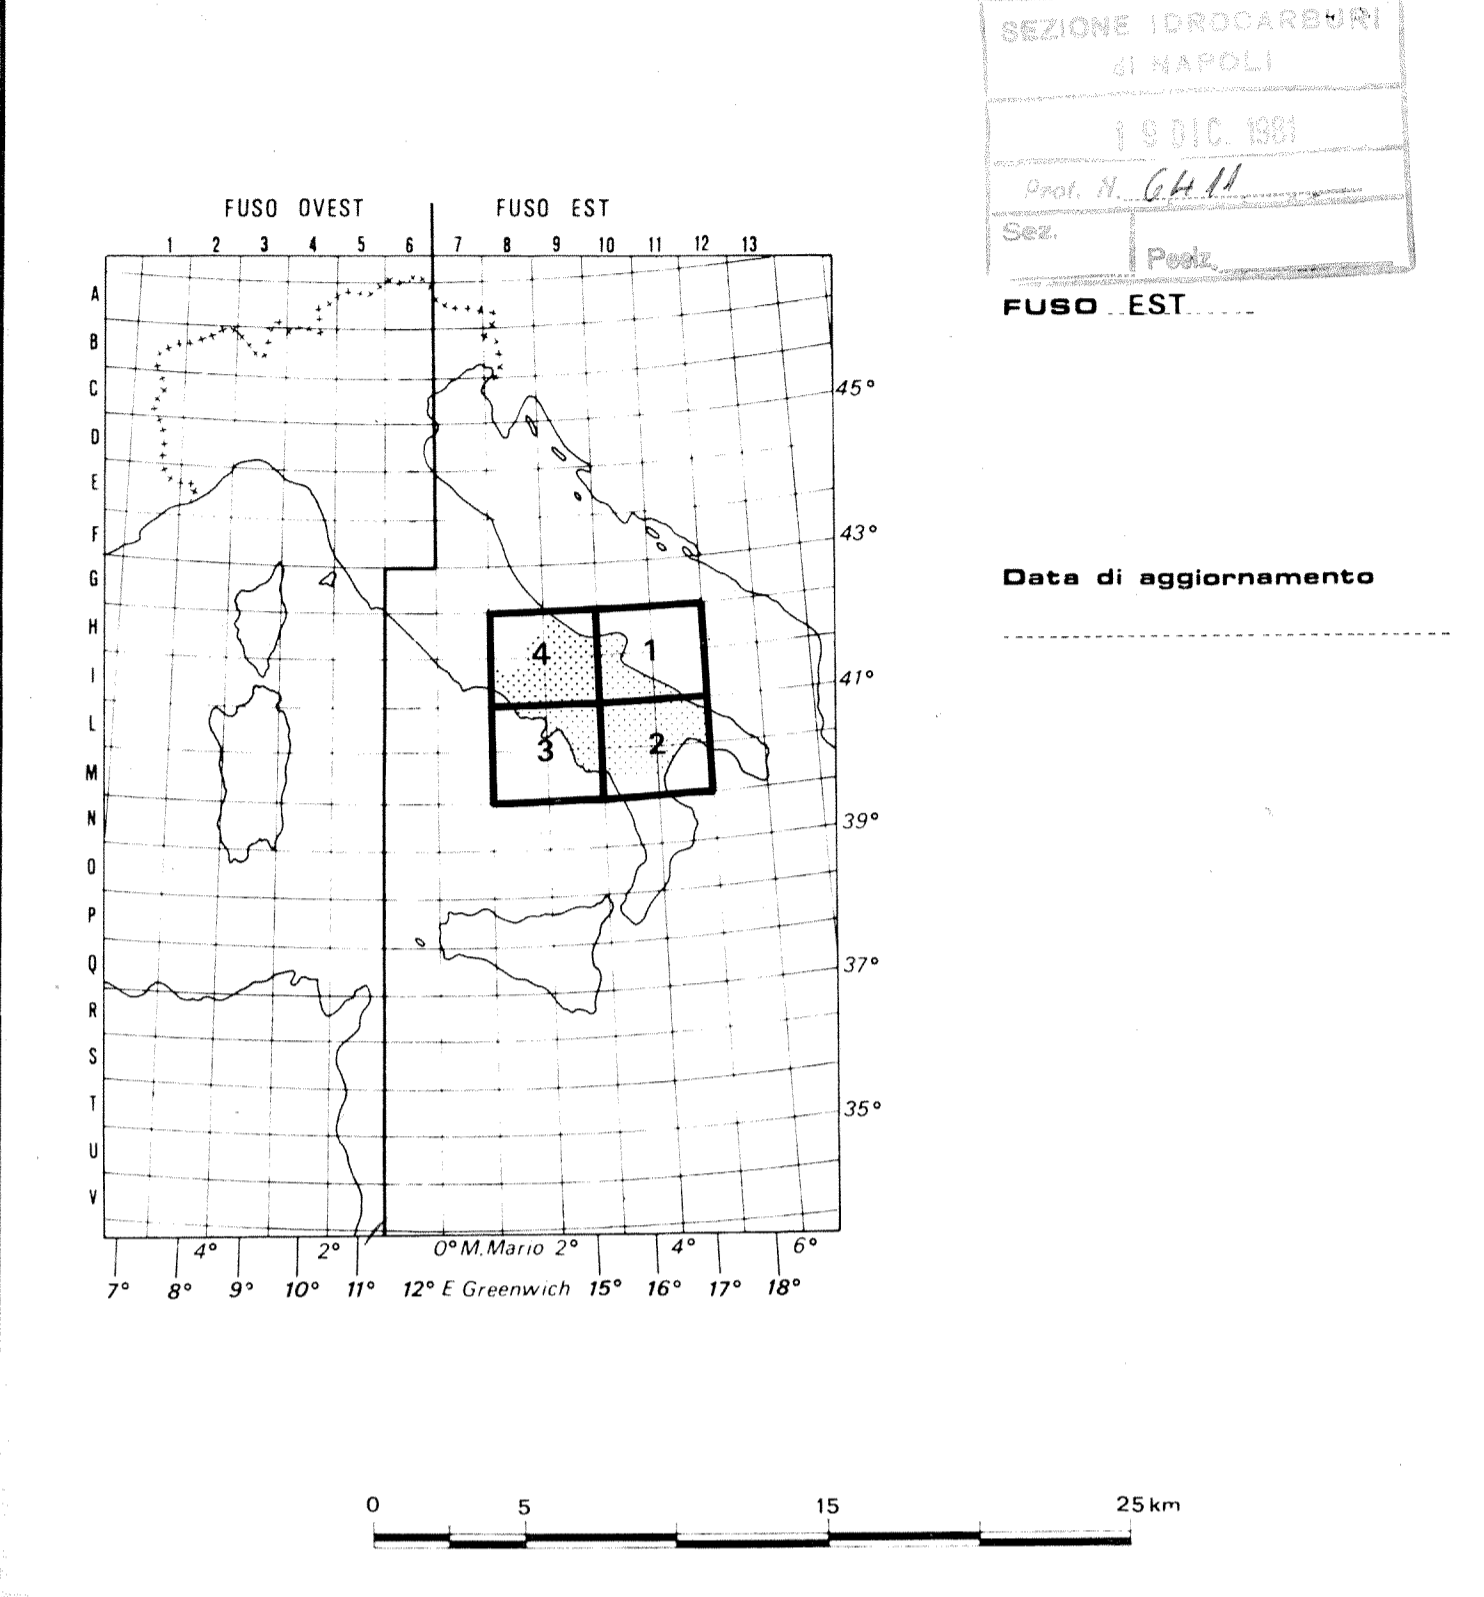 SEZIONE IDROCARBURI
di NAPOLI
19 DIC. 1981
Prot. N. 6411
Sez.
Posiz.
FUSO EST
Data di aggiornamento
FUSO OVEST FUSO EST
1 2 3 4 5 6 7 8 9 10 11 12 13
A
B
C
D
E
F
G
H
I
L
M
N
O
P
Q
R
S
T
U
V
45°
43°
41°
39°
37°
35°
4 1
3 2
4° 2° 0° M.Mario 2° 4° 6°
7° 8° 9° 10° 11° 12° E Greenwich 15° 16° 17° 18°
0 5 15 25 km